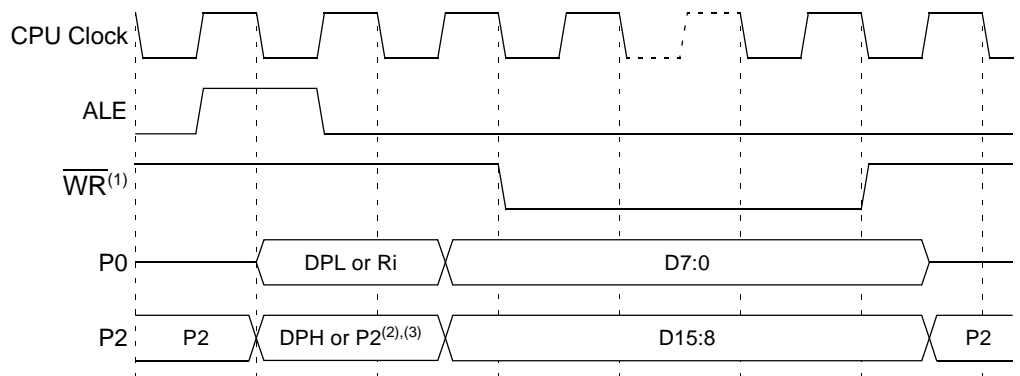 CPU Clock
ALE
WR(1)
P0 DPL or Ri D7:0
P2 P2 DPH or P2(2),(3) D15:8 P2